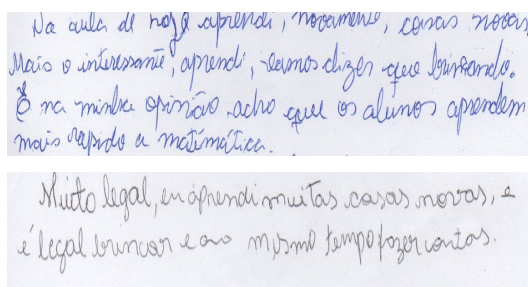 Na aula de hoje aprendi, novamente, coisas novas
Mais o interessante, aprendi, vamos dizer que brincando.
E na minha opinião acho que os alunos aprendem
mais rápido a matimática.
Muito legal, eu aprendi muitas coisas novas, e
é legal brincar e ao mesmo tempo fazer contas.